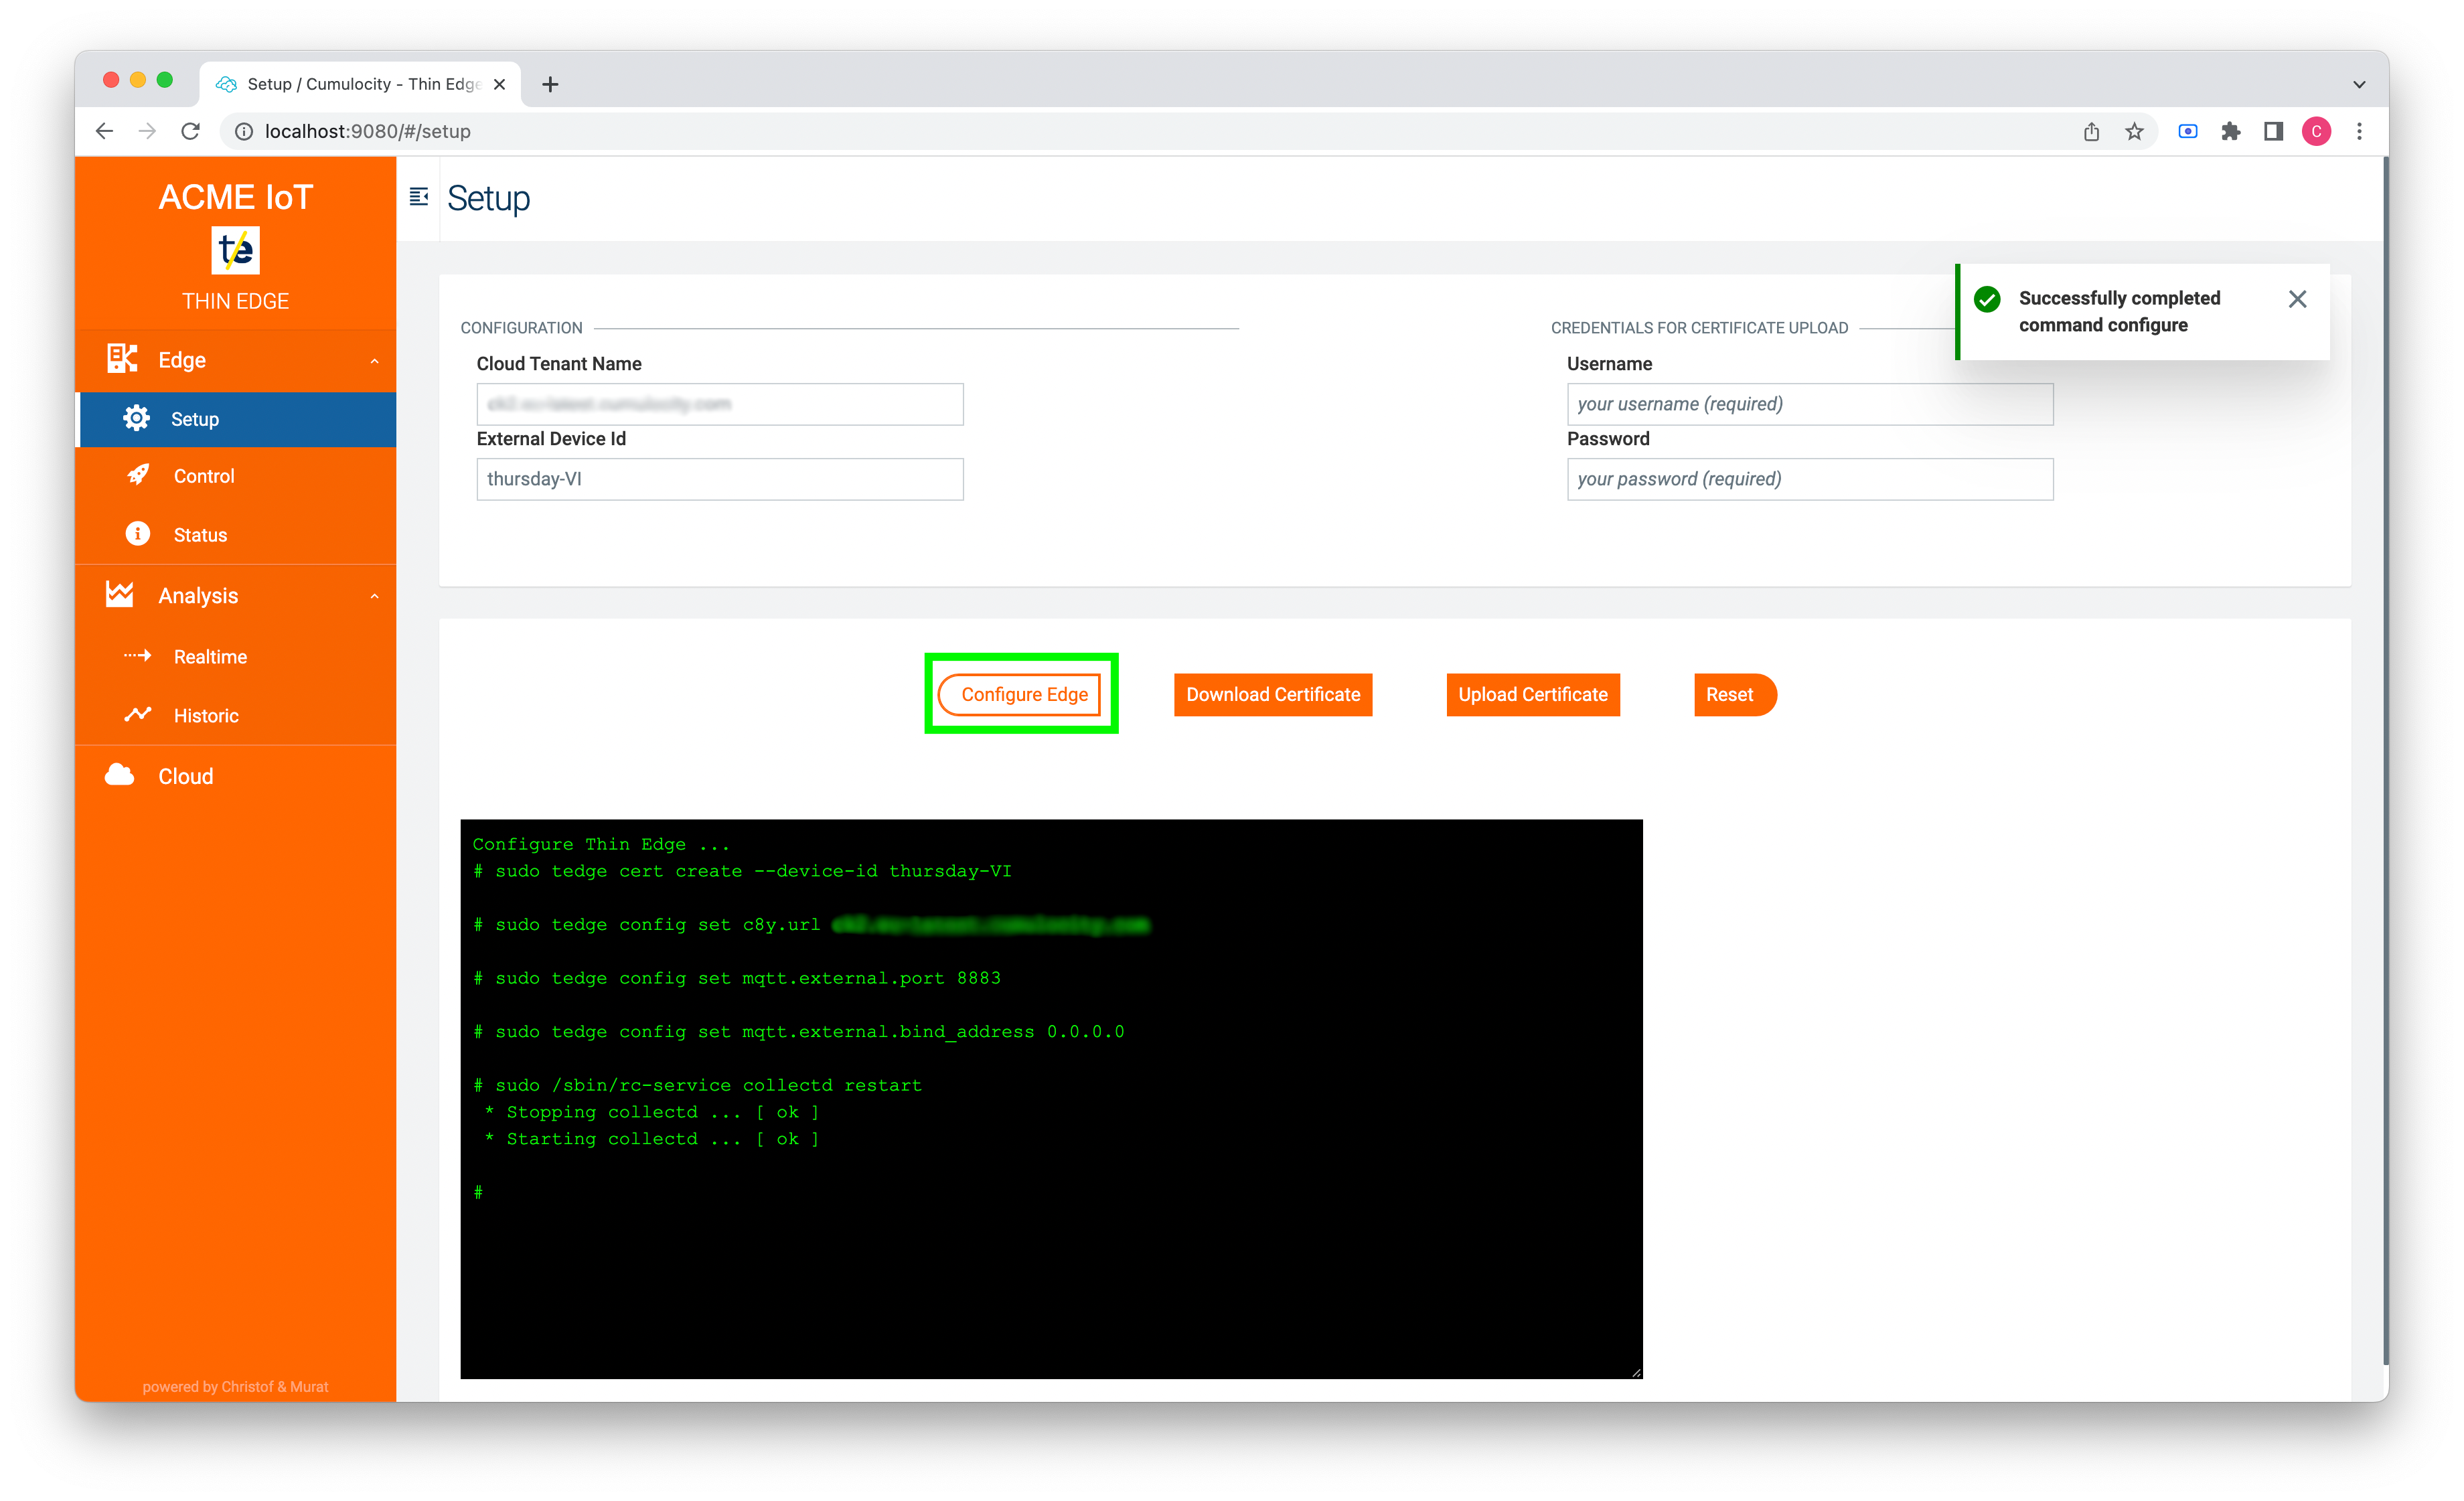 Setup / Cumulocity - Thin Edge
localhost:9080/#/setup
C
ACME IoT
te
THIN EDGE
Edge
Setup
Control
Status
Analysis
Realtime
Historic
Cloud
powered by Christof & Murat
Setup
Successfully completed
command configure
CONFIGURATION
Cloud Tenant Name
External Device Id
thursday-VI
CREDENTIALS FOR CERTIFICATE UPLOAD
Username
your username (required)
Password
your password (required)
Configure Edge
Download Certificate
Upload Certificate
Reset
Configure Thin Edge ...
# sudo tedge cert create --device-id thursday-VI
# sudo tedge config set c8y.url
# sudo tedge config set mqtt.external.port 8883
# sudo tedge config set mqtt.external.bind_address 0.0.0.0
# sudo /sbin/rc-service collectd restart
* Stopping collectd ... [ ok ]
* Starting collectd ... [ ok ]
#